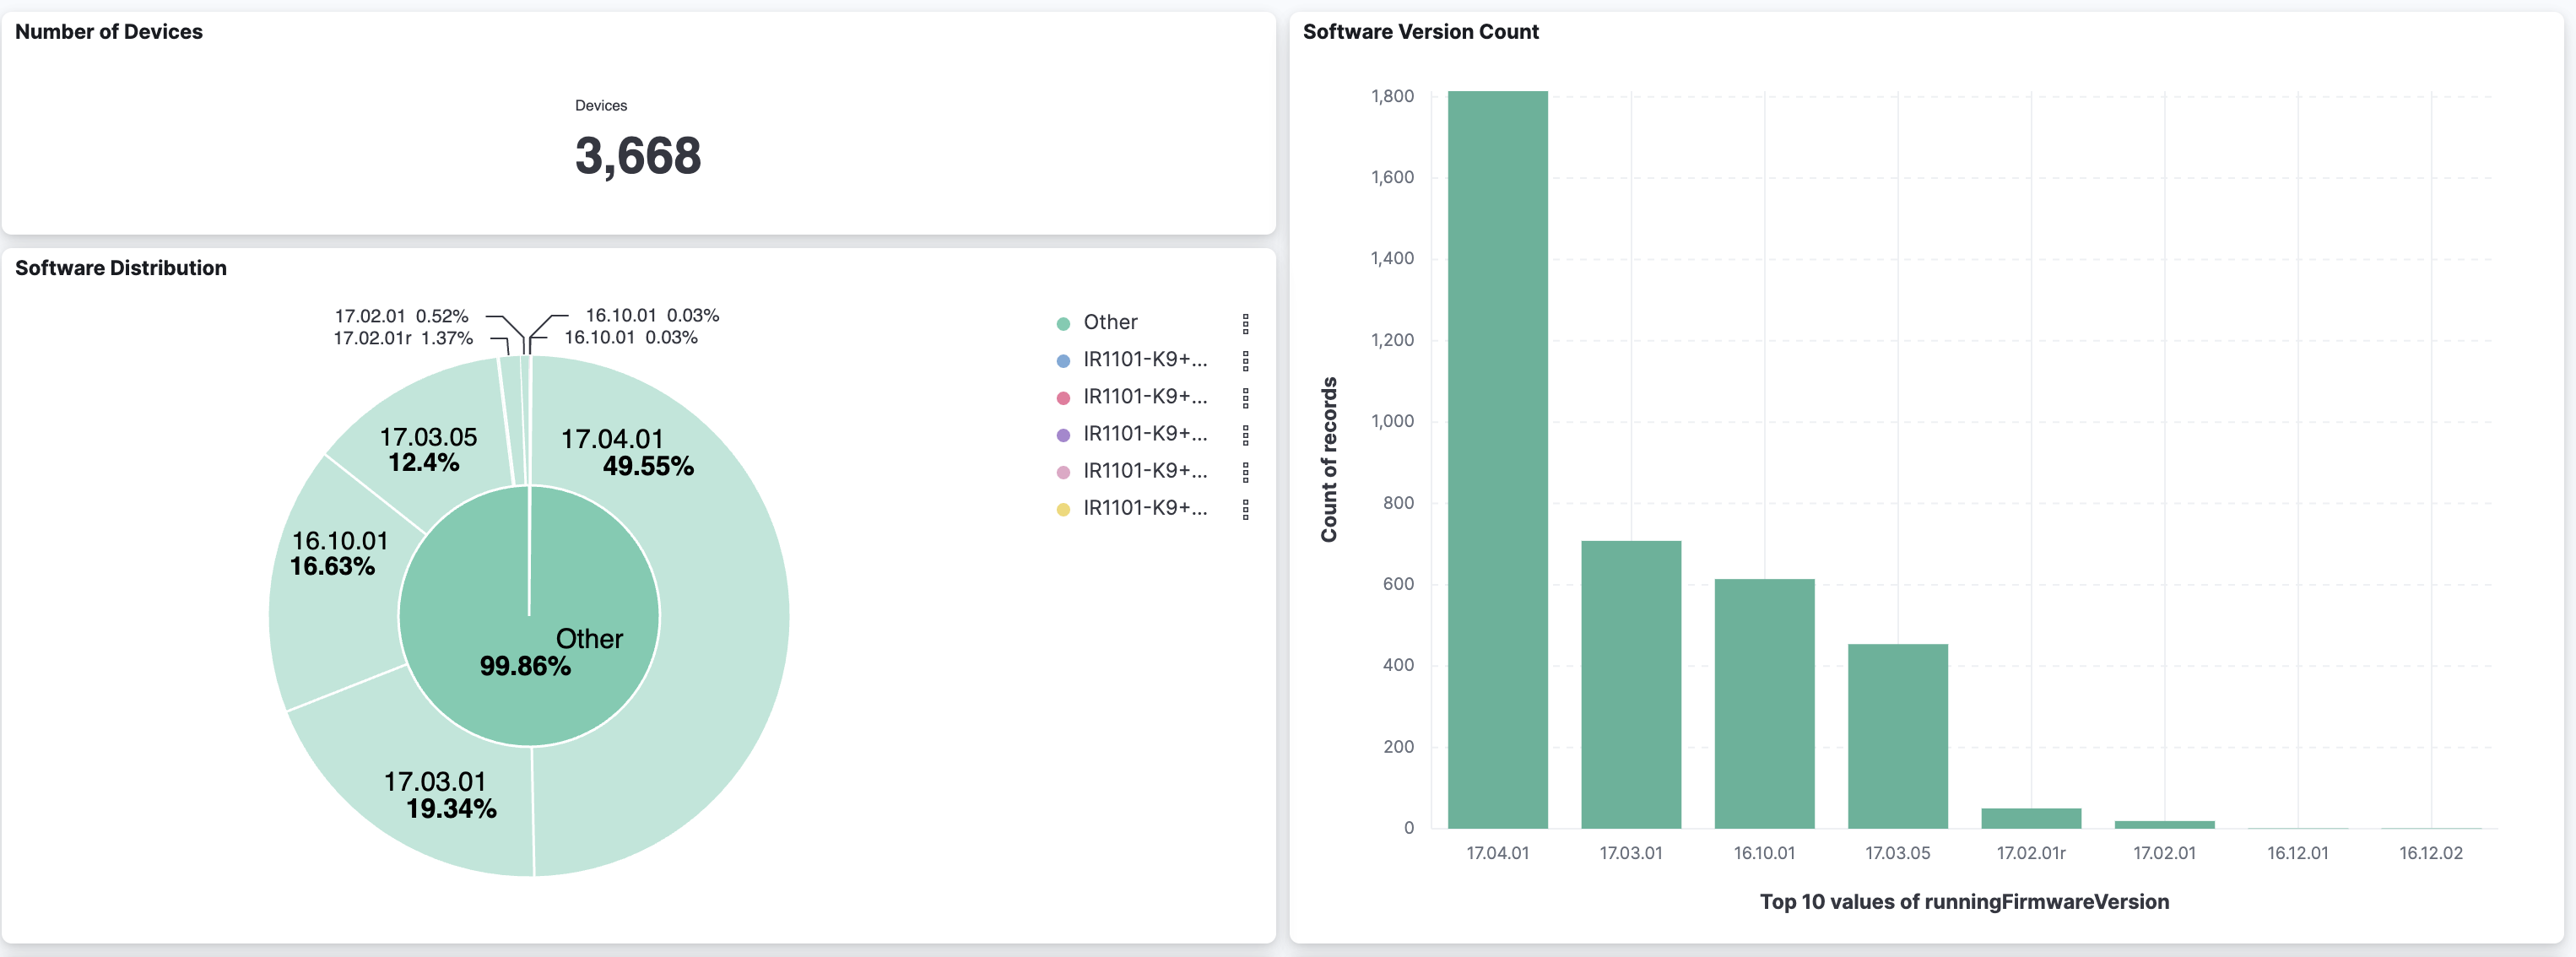 Number of Devices
Devices
3,668
Software Distribution
17.02.01 0.52%
16.10.01 0.03%
17.02.01r 1.37%
16.10.01 0.03%
17.03.05
12.4%
17.04.01
49.55%
16.10.01
16.63%
Other
99.86%
17.03.01
19.34%
Other
IR1101-K9+...
IR1101-K9+...
IR1101-K9+...
IR1101-K9+...
IR1101-K9+...
Software Version Count
Count of records
1,800
1,600
1,400
1,200
1,000
800
600
400
200
0
17.04.01 17.03.01 16.10.01 17.03.05 17.02.01r 17.02.01 16.12.01 16.12.02
Top 10 values of runningFirmwareVersion